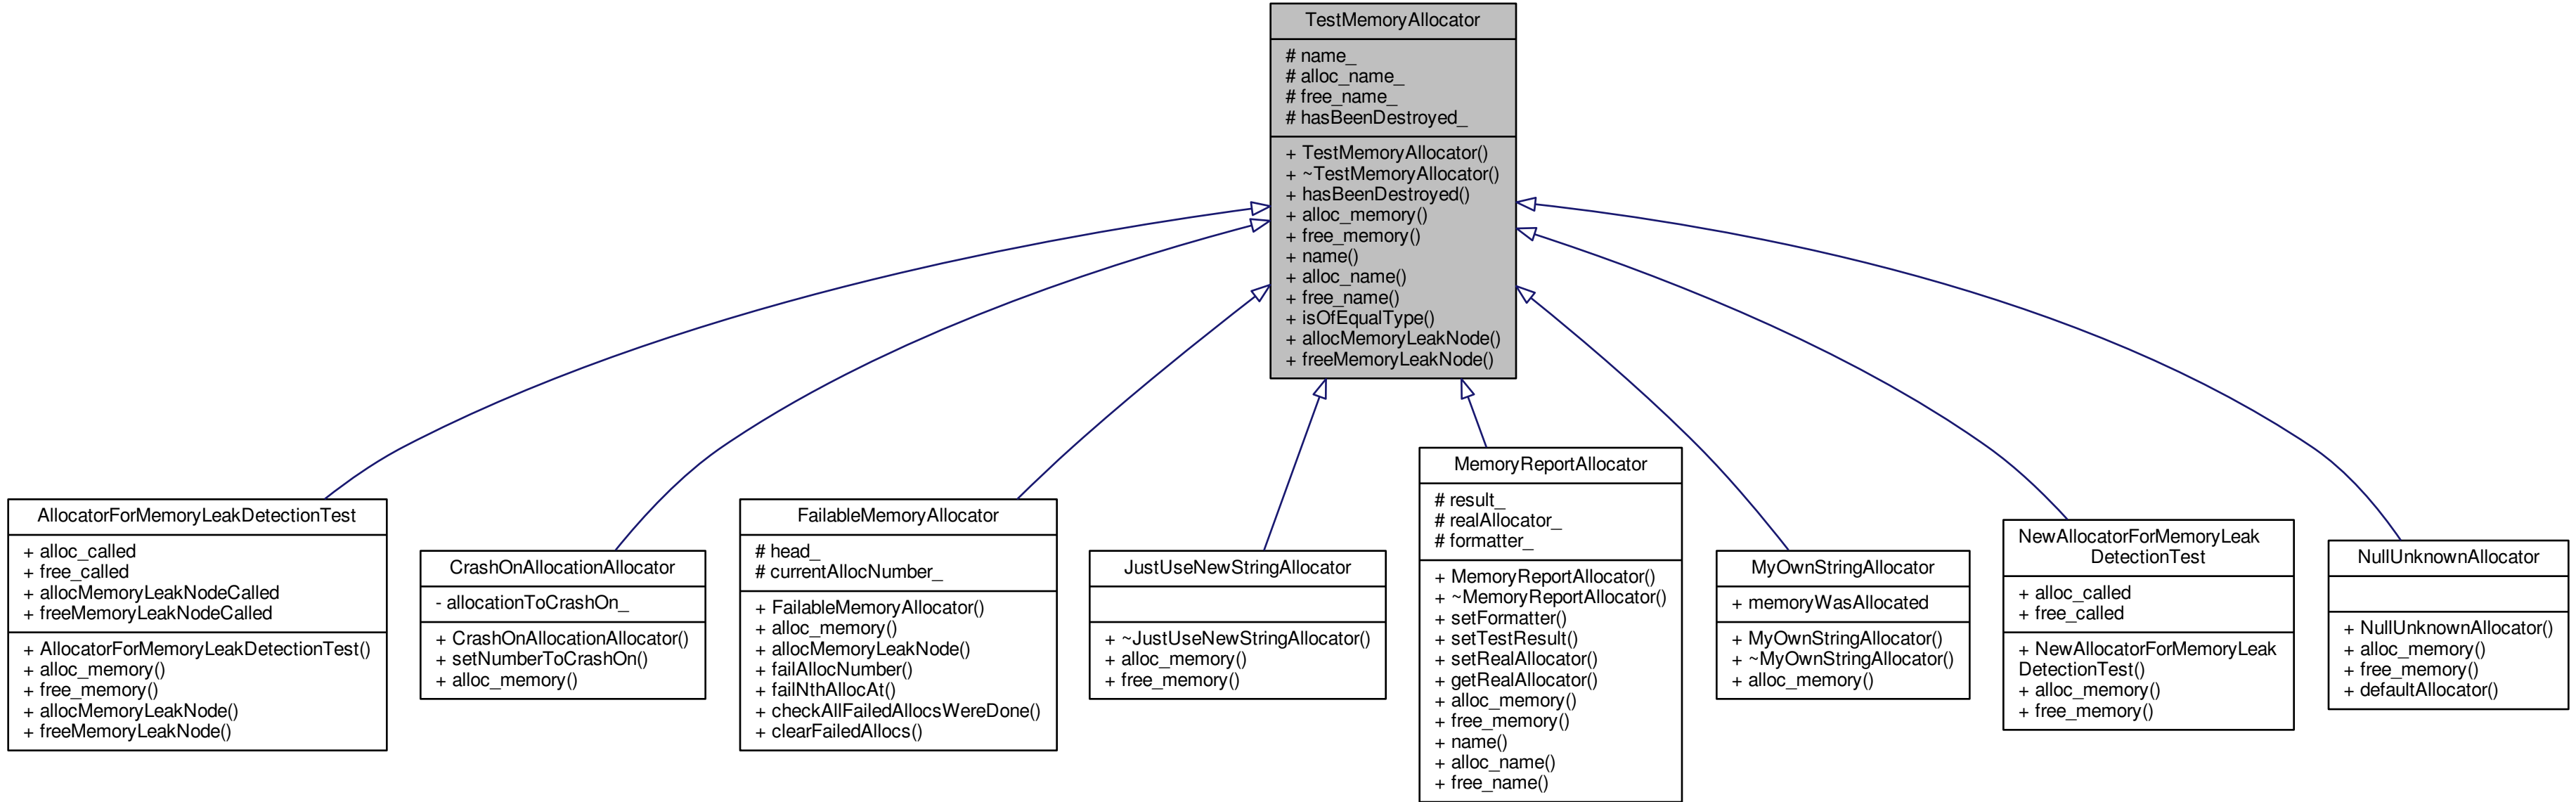 TestMemoryAllocator
# name_
# alloc_name_
# free_name_
# hasBeenDestroyed_
+ TestMemoryAllocator()
+ ~TestMemoryAllocator()
+ hasBeenDestroyed()
+ alloc_memory()
+ free_memory()
+ name()
+ alloc_name()
+ free_name()
+ isOfEqualType()
+ allocMemoryLeakNode()
+ freeMemoryLeakNode()
AllocatorForMemoryLeakDetectionTest
+ alloc_called
+ free_called
+ allocMemoryLeakNodeCalled
+ freeMemoryLeakNodeCalled
+ AllocatorForMemoryLeakDetectionTest()
+ alloc_memory()
+ free_memory()
+ allocMemoryLeakNode()
+ freeMemoryLeakNode()
CrashOnAllocationAllocator
- allocationToCrashOn_
+ CrashOnAllocationAllocator()
+ setNumberToCrashOn()
+ alloc_memory()
FailableMemoryAllocator
# head_
# currentAllocNumber_
+ FailableMemoryAllocator()
+ alloc_memory()
+ allocMemoryLeakNode()
+ failAllocNumber()
+ failNthAllocAt()
+ checkAllFailedAllocsWereDone()
+ clearFailedAllocs()
JustUseNewStringAllocator
+ ~JustUseNewStringAllocator()
+ alloc_memory()
+ free_memory()
MemoryReportAllocator
# result_
# realAllocator_
# formatter_
+ MemoryReportAllocator()
+ ~MemoryReportAllocator()
+ setFormatter()
+ setTestResult()
+ setRealAllocator()
+ getRealAllocator()
+ alloc_memory()
+ free_memory()
+ name()
+ alloc_name()
+ free_name()
MyOwnStringAllocator
+ memoryWasAllocated
+ MyOwnStringAllocator()
+ ~MyOwnStringAllocator()
+ alloc_memory()
NewAllocatorForMemoryLeak
DetectionTest
+ alloc_called
+ free_called
+ NewAllocatorForMemoryLeak
DetectionTest()
+ alloc_memory()
+ free_memory()
NullUnknownAllocator
+ NullUnknownAllocator()
+ alloc_memory()
+ free_memory()
+ defaultAllocator()